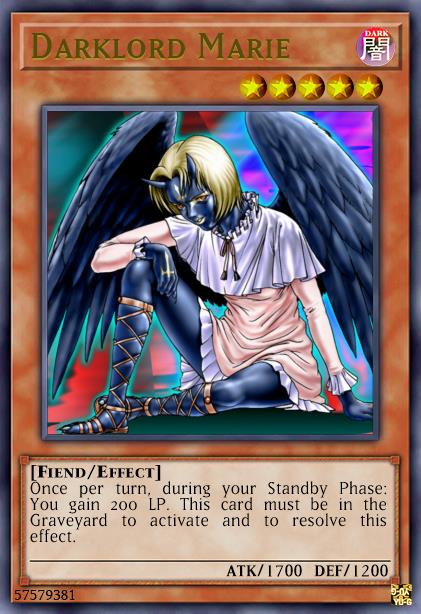 Darklord Marie
DARK
闇
[Fiend/Effect]
Once per turn, during your Standby Phase:
You gain 200 LP. This card must be in the
Graveyard to activate and to resolve this
effect.
ATK/1700 DEF/1200
57579381